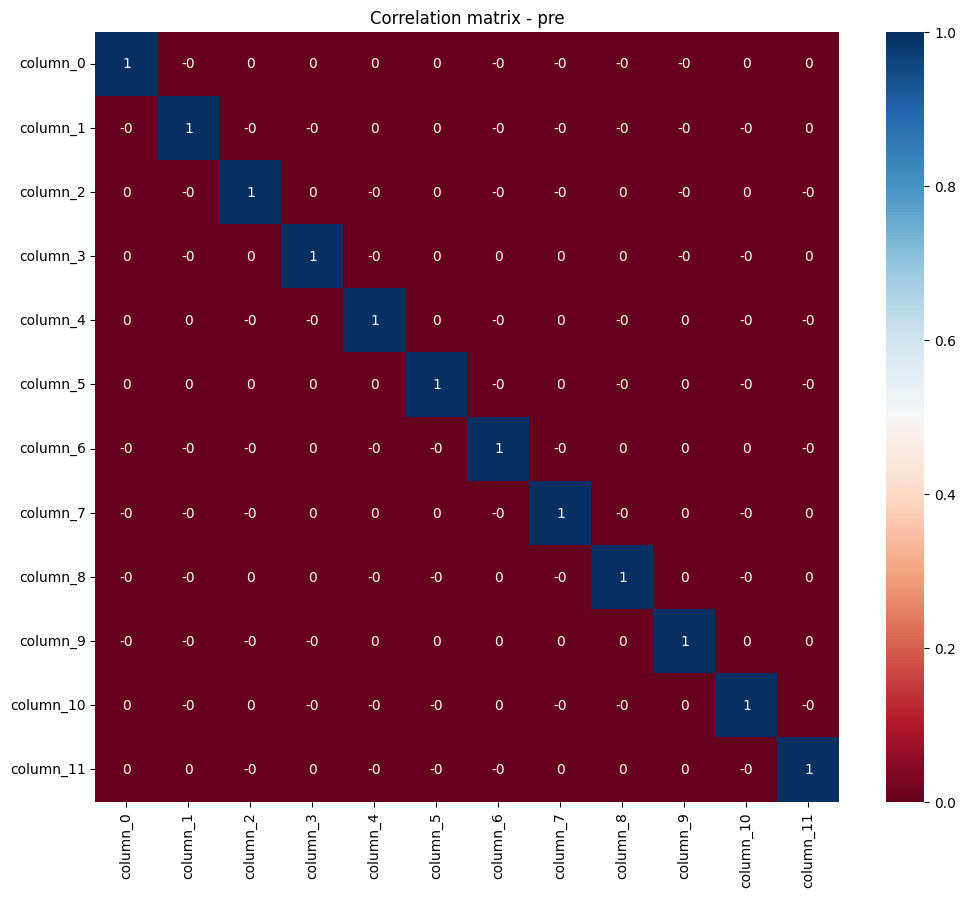 Correlation matrix - pre
column_0 1 -0 0 0 0 0 -0 -0 -0 -0 0 0
column_1 -0 1 -0 -0 0 0 -0 -0 -0 -0 -0 0
column_2 0 -0 1 0 -0 0 -0 -0 0 -0 0 -0
column_3 0 -0 0 1 -0 0 0 0 0 -0 -0 0
column_4 0 0 -0 -0 1 0 -0 0 -0 0 -0 -0
column_5 0 0 0 0 0 1 -0 0 -0 0 -0 -0
column_6 -0 -0 -0 0 -0 -0 1 -0 0 0 0 -0
column_7 -0 -0 -0 0 0 0 -0 1 -0 0 -0 0
column_8 -0 -0 0 0 -0 -0 0 -0 1 0 -0 0
column_9 -0 -0 -0 -0 0 0 0 0 0 1 0 0
column_10 0 -0 0 -0 -0 -0 0 -0 -0 0 1 -0
column_11 0 0 -0 0 -0 -0 -0 0 0 0 -0 1
column_0 column_1 column_2 column_3 column_4 column_5 column_6 column_7 column_8 column_9 column_10 column_11
1.0
0.8
0.6
0.4
0.2
0.0